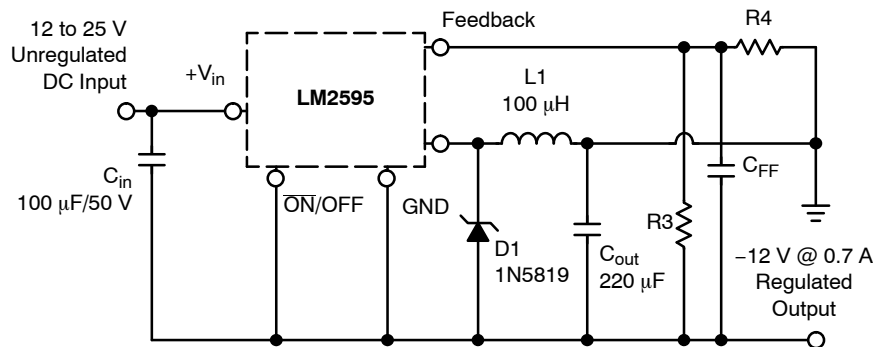 12 to 25 V
Unregulated
DC Input
+Vin
Cin
100 μF/50 V
LM2595
Feedback
ON/OFF
GND
L1
100 μH
D1
1N5819
Cout
220 μF
R4
R3
CFF
−12 V @ 0.7 A
Regulated
Output